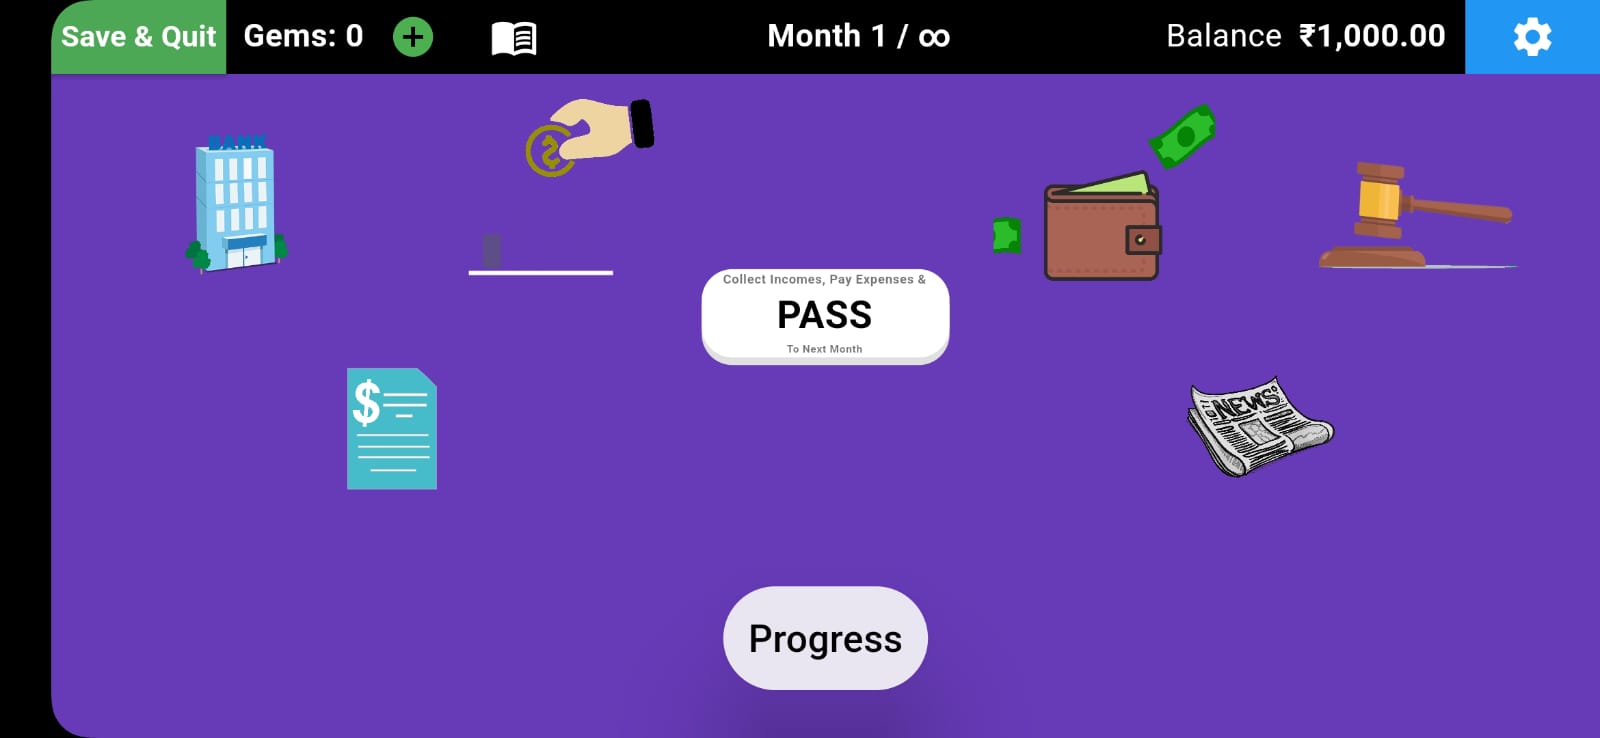 Save & Quit
Gems: 0
Month 1 / ∞
Balance ₹1,000.00
BANK
$
Collect Incomes, Pay Expenses &
PASS
To Next Month
$
NEWS
Progress